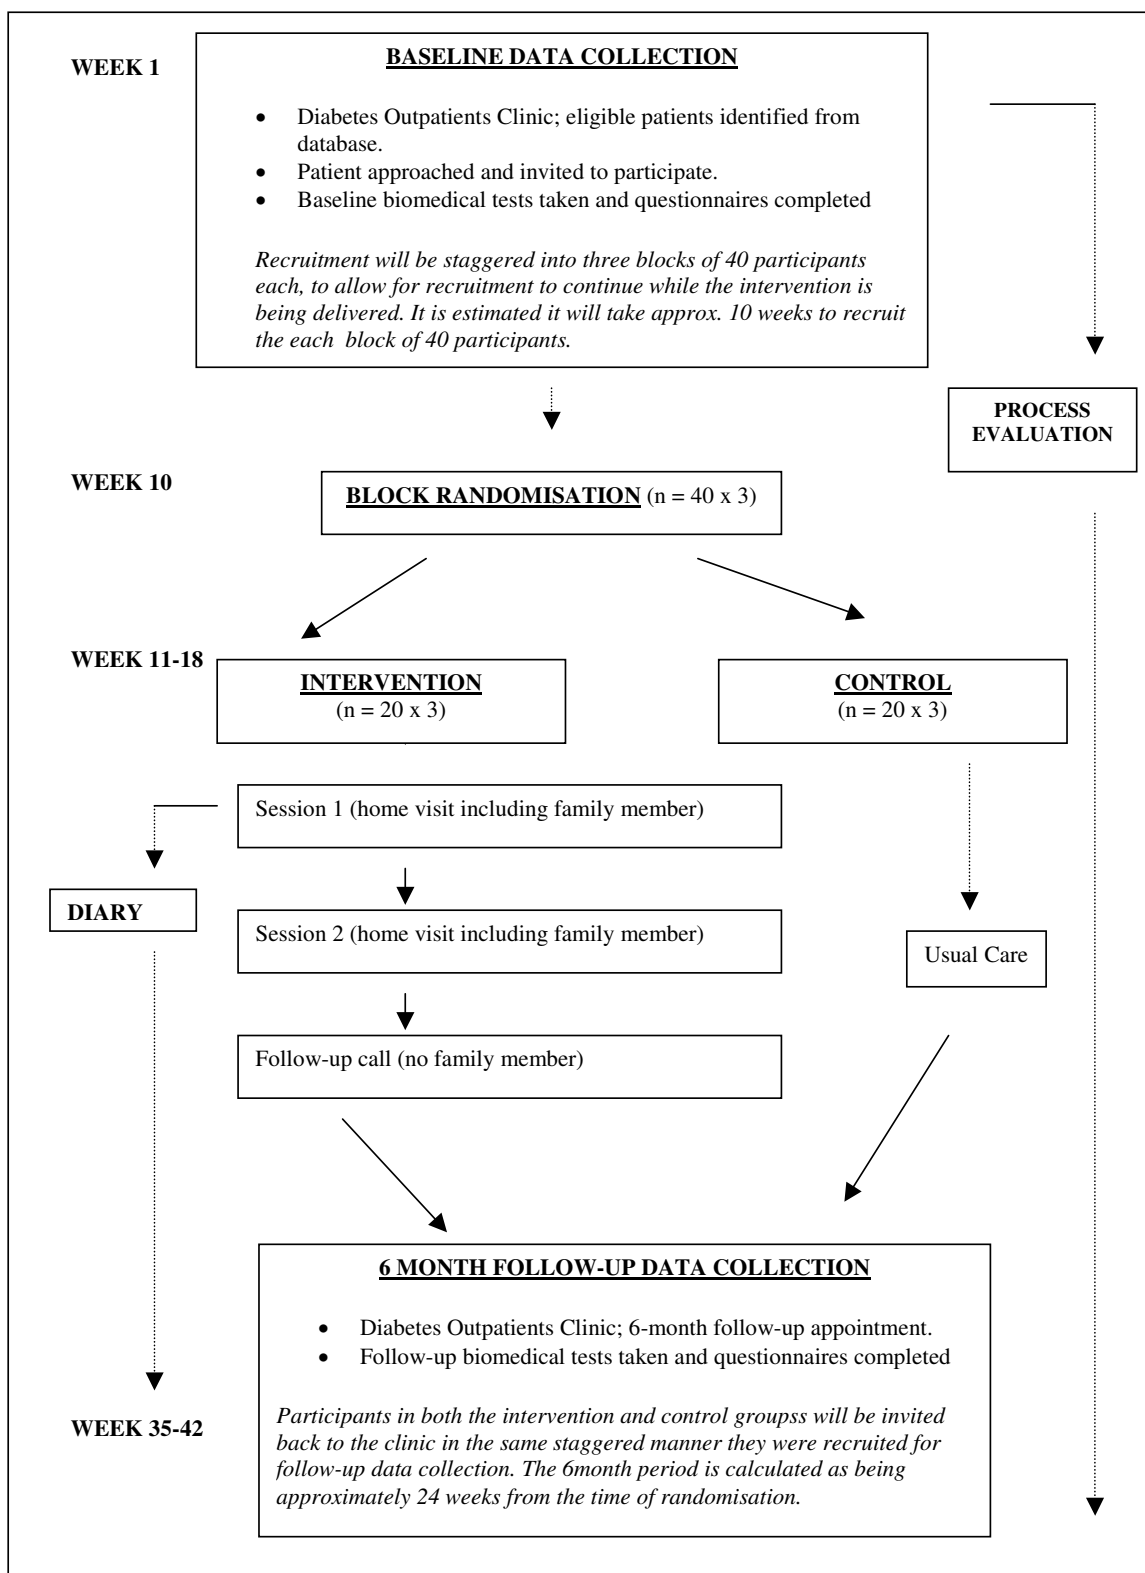 WEEK 1
BASELINE DATA COLLECTION
• Diabetes Outpatients Clinic; eligible patients identified from
database.
• Patient approached and invited to participate.
• Baseline biomedical tests taken and questionnaires completed
Recruitment will be staggered into three blocks of 40 participants
each, to allow for recruitment to continue while the intervention is
being delivered. It is estimated it will take approx. 10 weeks to recruit
the each block of 40 participants.
PROCESS
EVALUATION
WEEK 10
BLOCK RANDOMISATION (n = 40 x 3)
WEEK 11-18
INTERVENTION
(n = 20 x 3)
CONTROL
(n = 20 x 3)
Session 1 (home visit including family member)
DIARY
Session 2 (home visit including family member)
Usual Care
Follow-up call (no family member)
6 MONTH FOLLOW-UP DATA COLLECTION
• Diabetes Outpatients Clinic; 6-month follow-up appointment.
• Follow-up biomedical tests taken and questionnaires completed
WEEK 35-42
Participants in both the intervention and control groupss will be invited
back to the clinic in the same staggered manner they were recruited for
follow-up data collection. The 6month period is calculated as being
approximately 24 weeks from the time of randomisation.